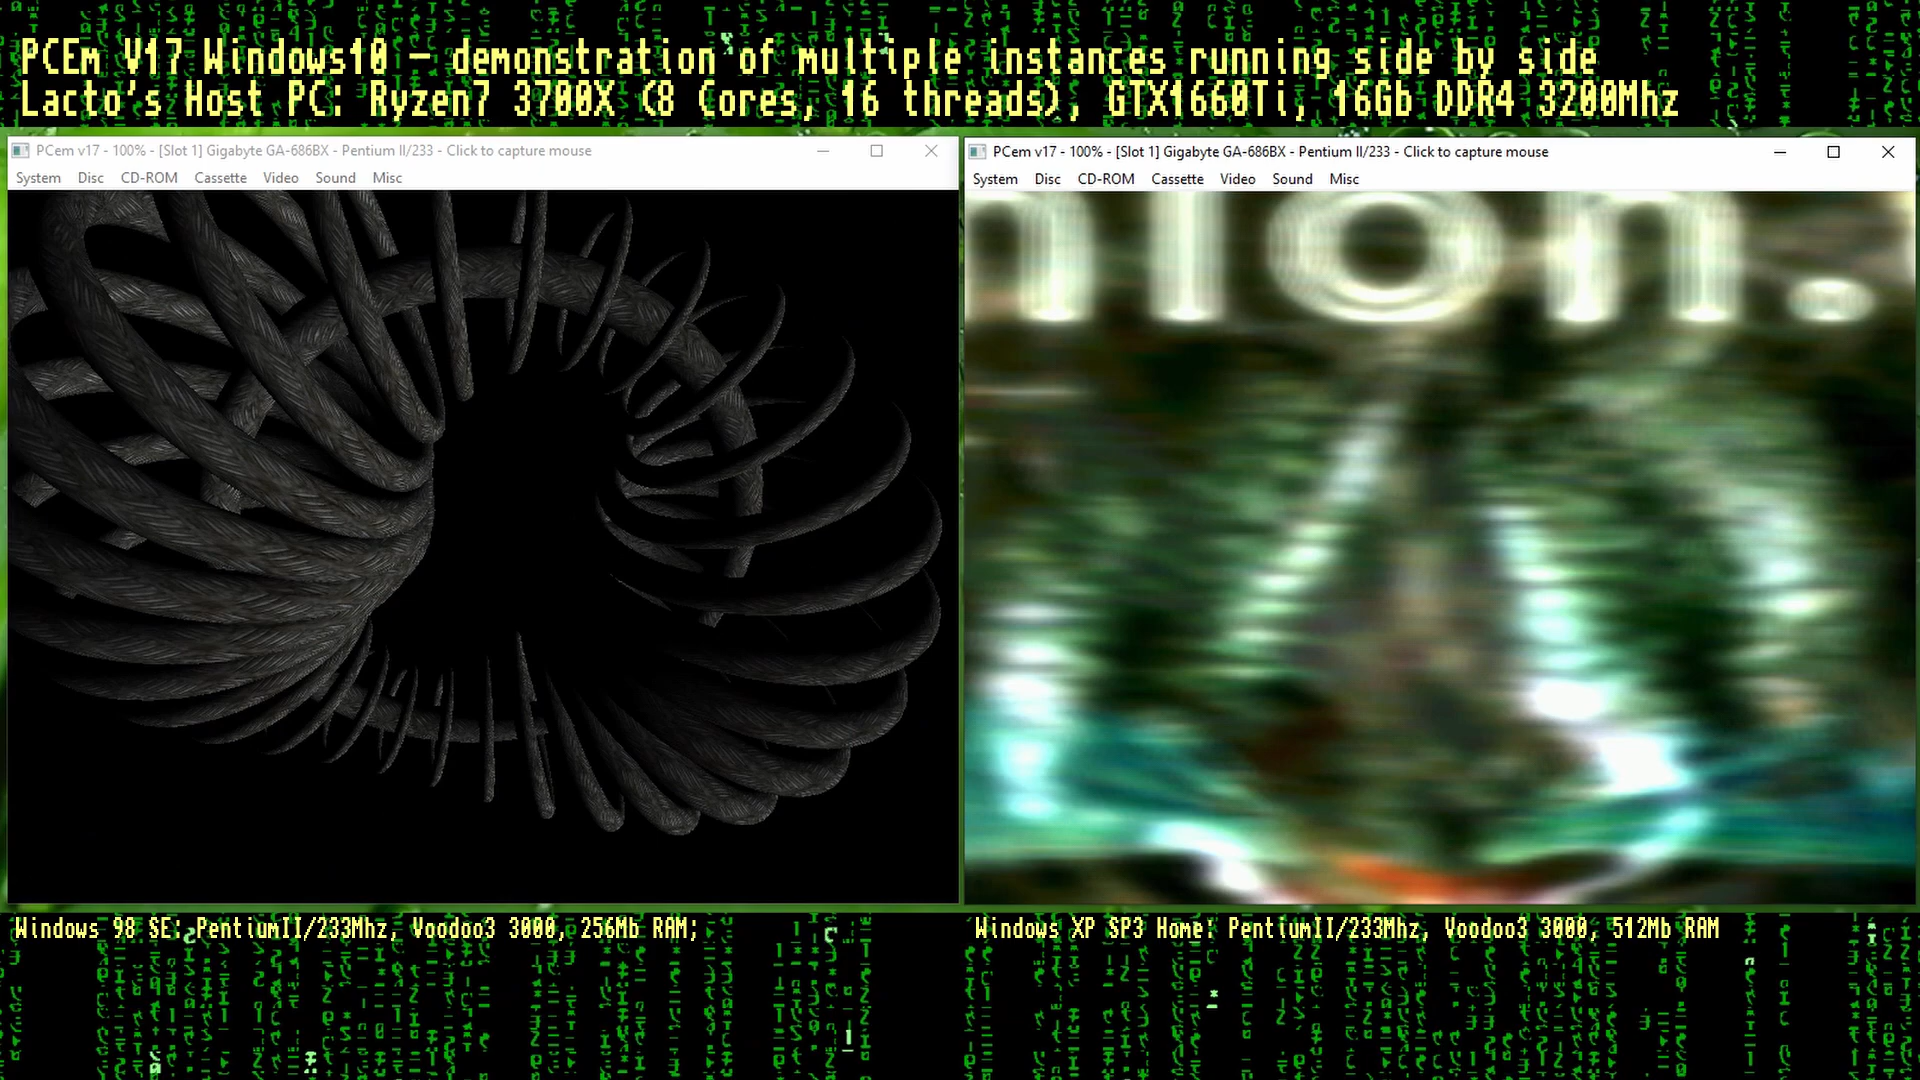 PCEm V17 Windows10 – demonstration of multiple instances running side by side
Lacto's Host PC: Ryzen7 3700X (8 Cores, 16 threads), GTX1660Ti, 16Gb DDR4 3200Mhz
PCem v17 - 100% - [Slot 1] Gigabyte GA-686BX - Pentium II/233 - Click to capture mouse
System Disc CD-ROM Cassette Video Sound Misc
PCem v17 - 100% - [Slot 1] Gigabyte GA-686BX - Pentium II/233 - Click to capture mouse
System Disc CD-ROM Cassette Video Sound Misc
nion.
Windows 98 SE: PentiumII/233Mhz, Voodoo3 3000, 256Mb RAM;
Windows XP SP3 Home: PentiumII/233Mhz, Voodoo3 3000, 512Mb RAM